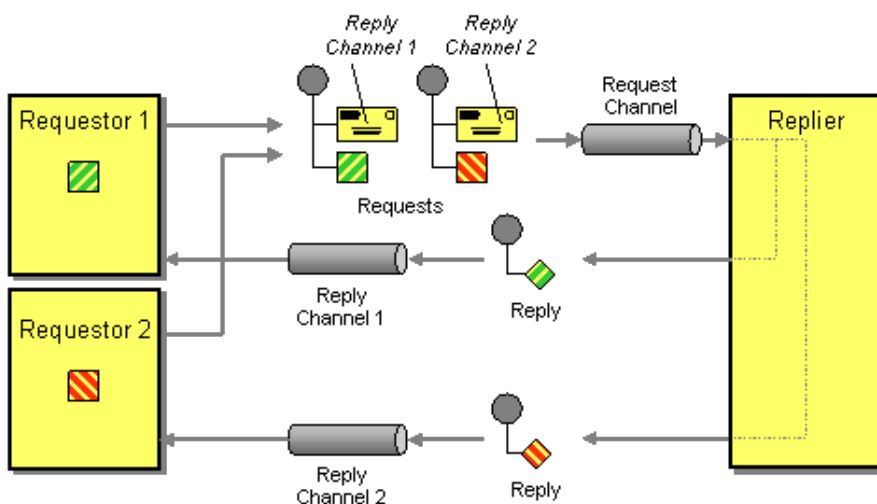 Reply
Channel 1
Reply
Channel 2
Request
Channel
Requestor 1
Replier
Requests
Reply
Channel 1
Reply
Requestor 2
Reply
Channel 2
Reply